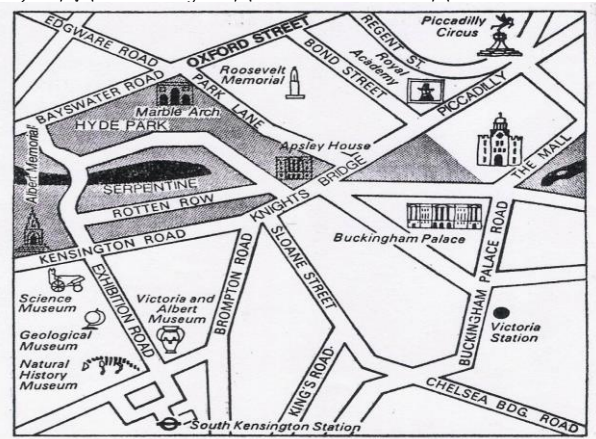 EDGWARE ROAD
OXFORD STREET
REGENT ST.
Piccadilly
Circus
BOND STREET
Royal
Academy
PICCADILLY
BAYSWATER ROAD
PARK LANE
Roosevelt
Memorial
Marble Arch
HYDE PARK
Apsley House
THE MALL
Albert Memorial
SERPENTINE
KNIGHTS BRIDGE
ROTTEN ROW
Buckingham Palace
KENSINGTON ROAD
BUCKINGHAM PALACE ROAD
EXHIBITION ROAD
BROMPTON ROAD
SLOANE STREET
Science
Museum
Victoria and
Albert
Museum
Victoria
Station
Geological
Museum
Natural
History
Museum
KING'S ROAD
CHELSEA BDG. ROAD
South Kensington Station